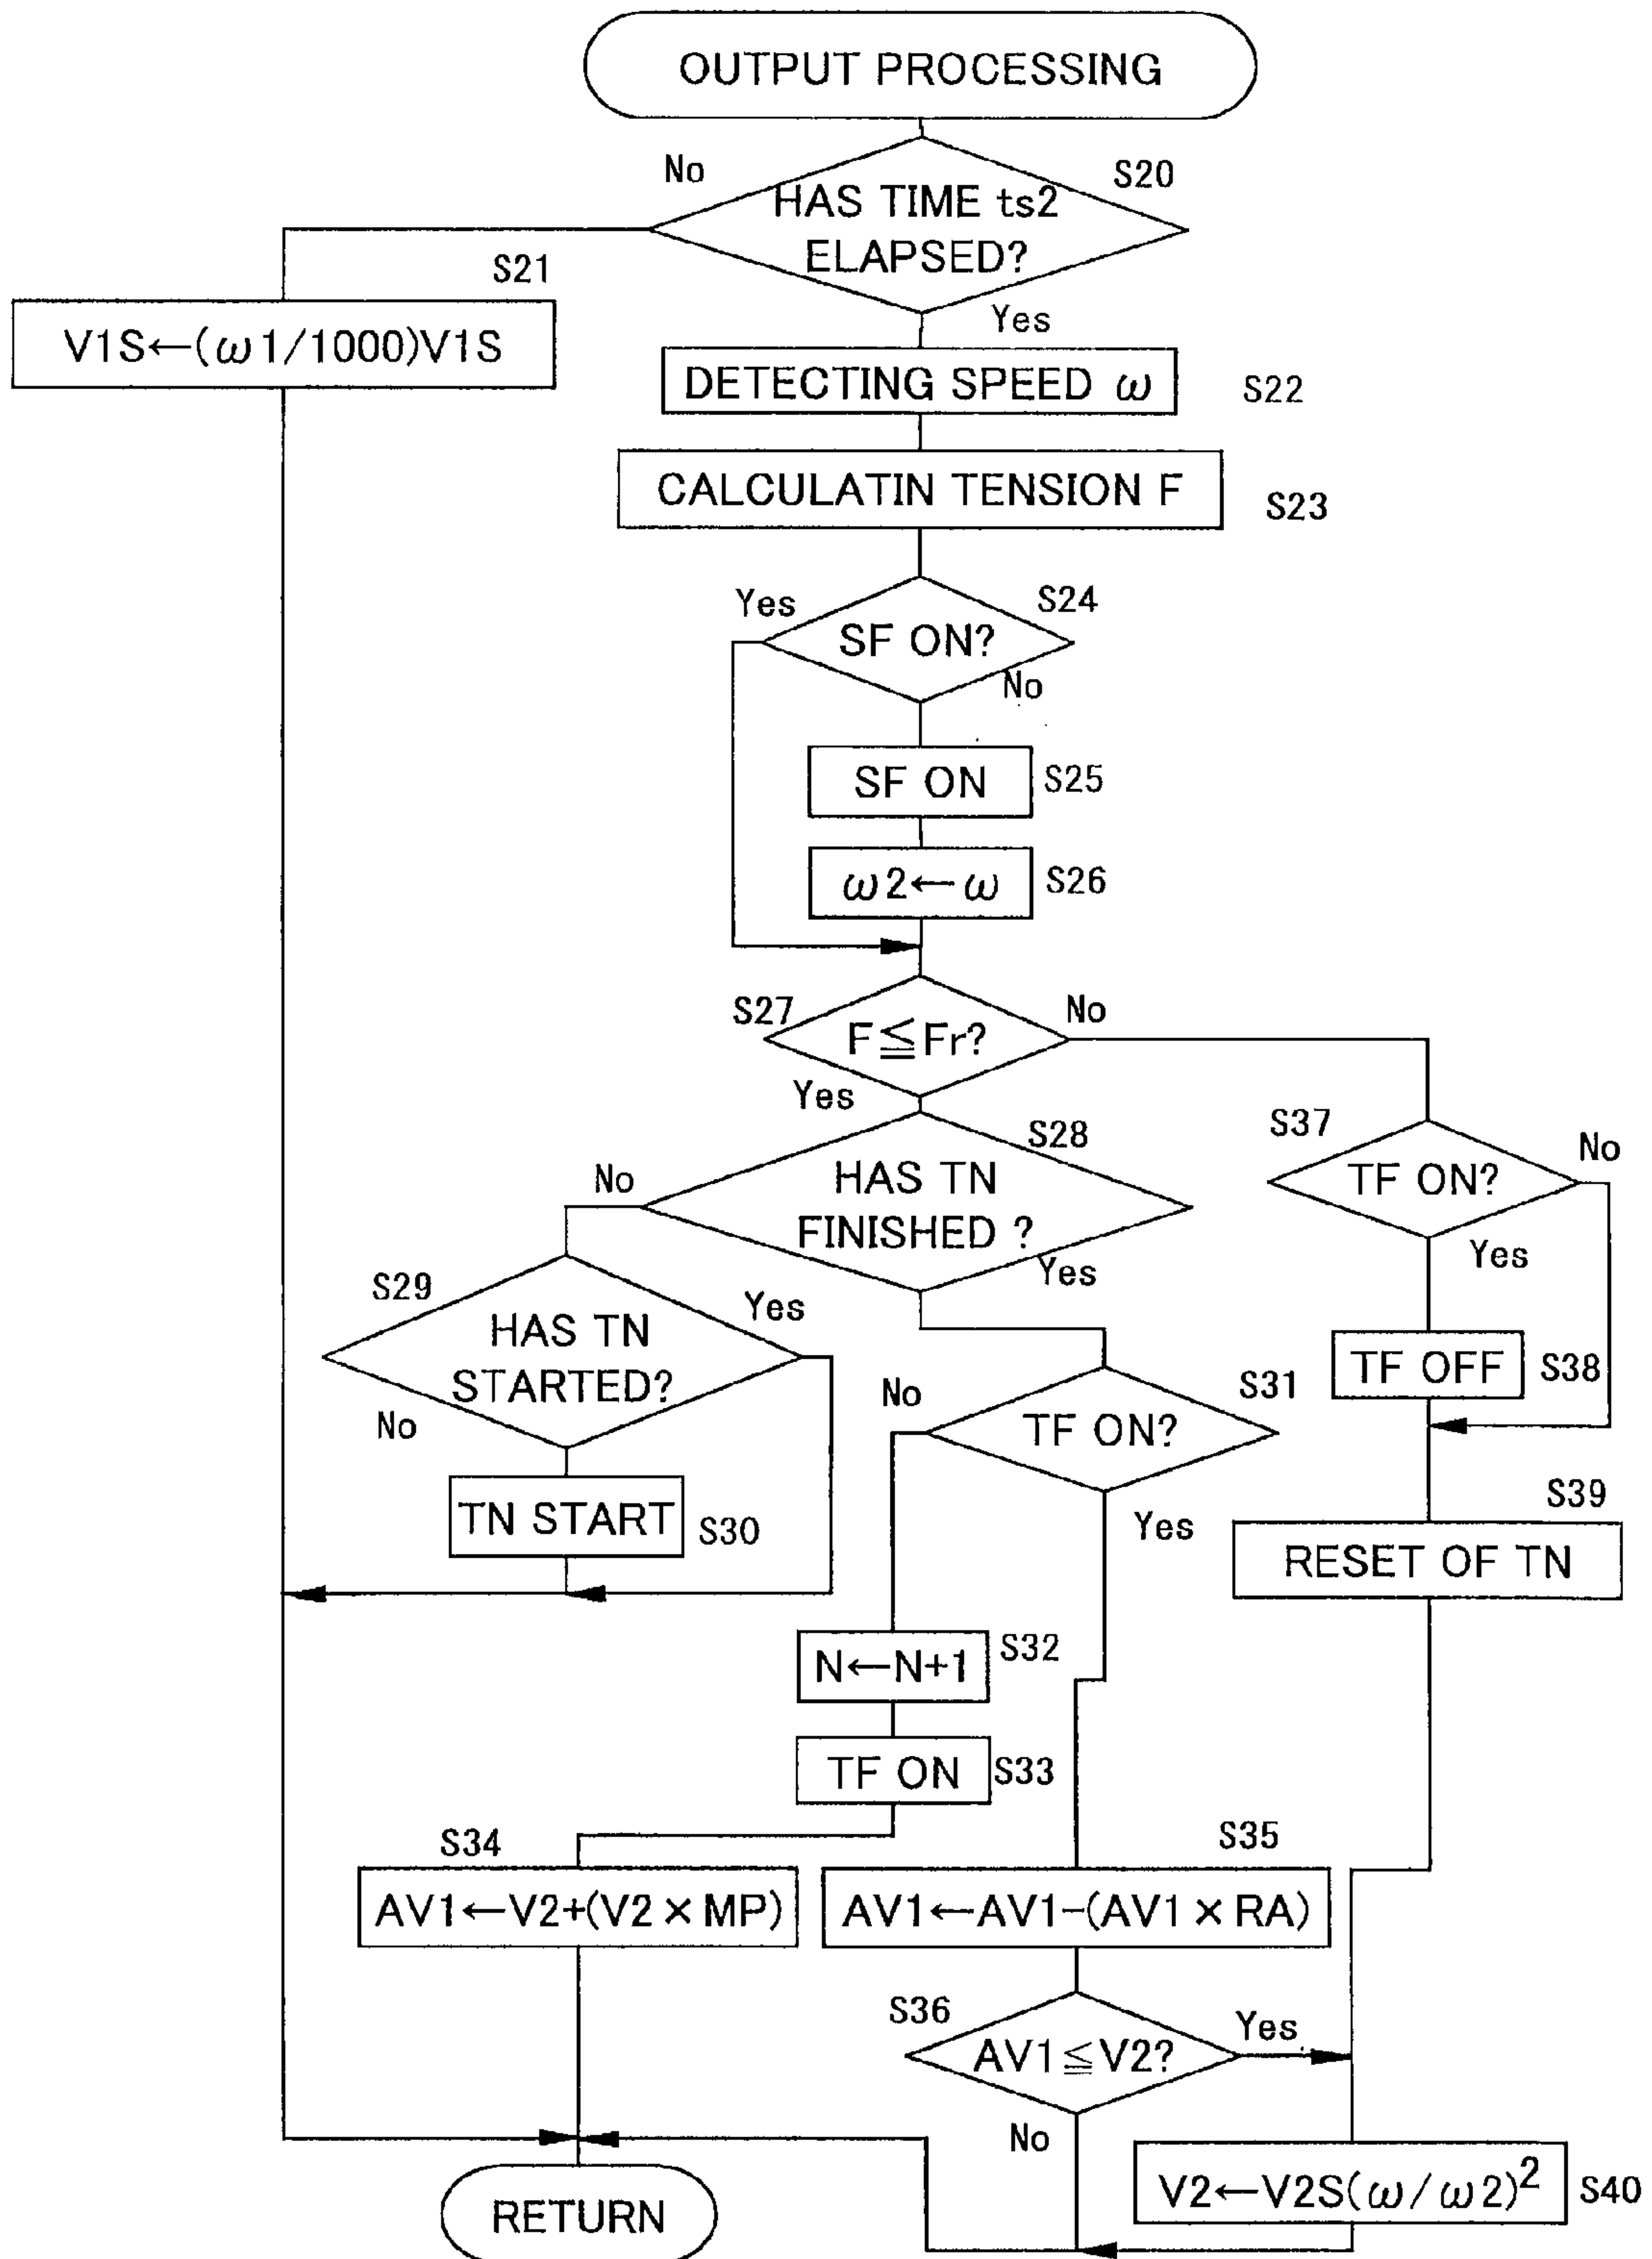 OUTPUT PROCESSING
No
S20
HAS TIME ts2
ELAPSED?
S21
Yes
V1S←(ω1/1000)V1S
DETECTING SPEED ω
S22
CALCULATIN TENSION F
S23
Yes
S24
SF ON?
No
SF ON
S25
ω2←ω
S26
S27
No
F≦Fr?
Yes
S28
S37
No
HAS TN
FINISHED ?
No
TF ON?
Yes
Yes
S29
Yes
HAS TN
STARTED?
No
TF OFF
S38
No
S31
TF ON?
Yes
TN START
S30
S39
RESET OF TN
N←N+1
S32
TF ON
S33
S34
S35
AV1←V2+(V2×MP)
AV1←AV1-(AV1×RA)
S36
Yes
AV1≦V2?
No
V2←V2S(ω/ω2)²
S40
RETURN